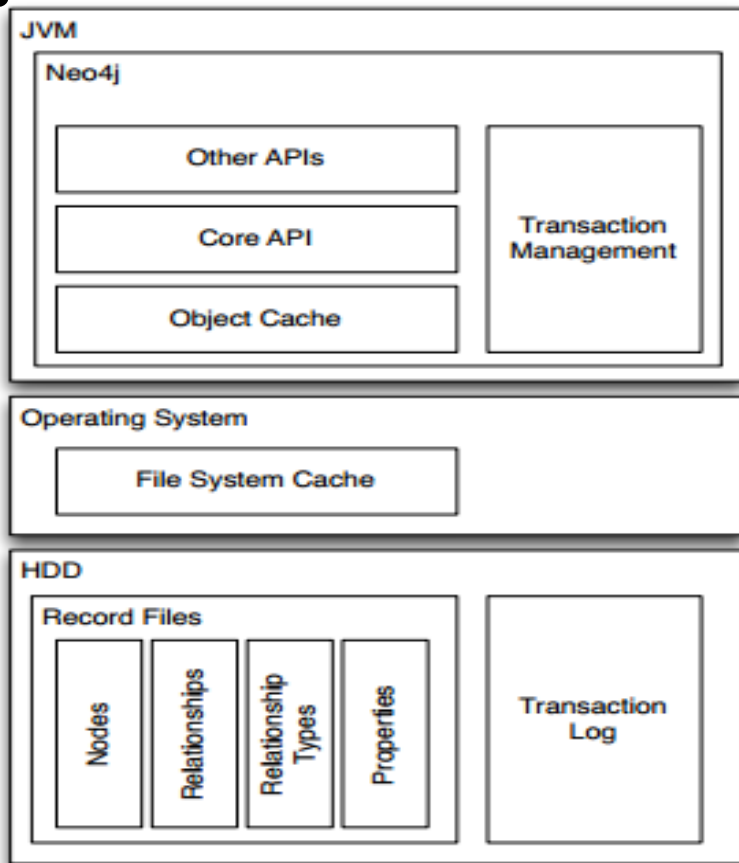 JVM
Neo4j
Other APIs
Core API
Object Cache
Transaction
Management
Operating System
File System Cache
HDD
Record Files
Nodes
Relationships
Relationship
Types
Properties
Transaction
Log